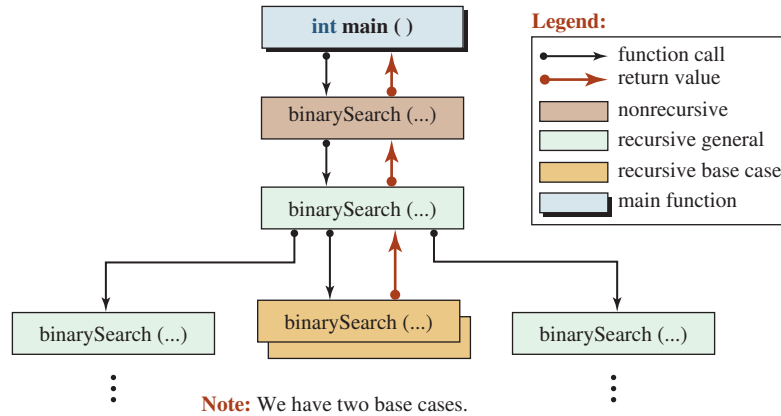 int main ( )
Legend:
function call
return value
nonrecursive
recursive general
recursive base case
main function
binarySearch (...)
binarySearch (...)
binarySearch (...)
binarySearch (...)
binarySearch (...)
Note: We have two base cases.